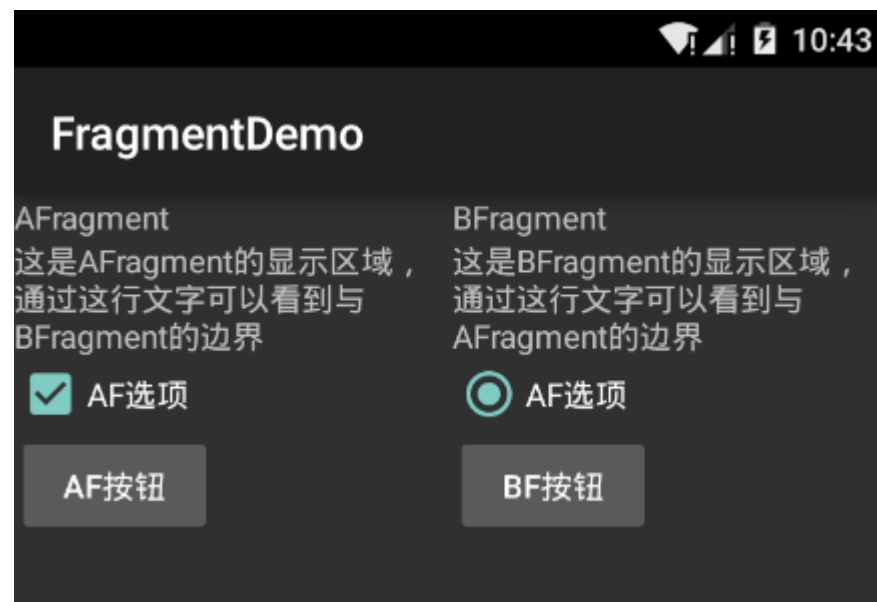 10:43
FragmentDemo
AFragment
这是AFragment的显示区域，
通过这行文字可以看到与
BFragment的边界
AF选项
AF按钮
BFragment
这是BFragment的显示区域，
通过这行文字可以看到与
AFragment的边界
AF选项
BF按钮